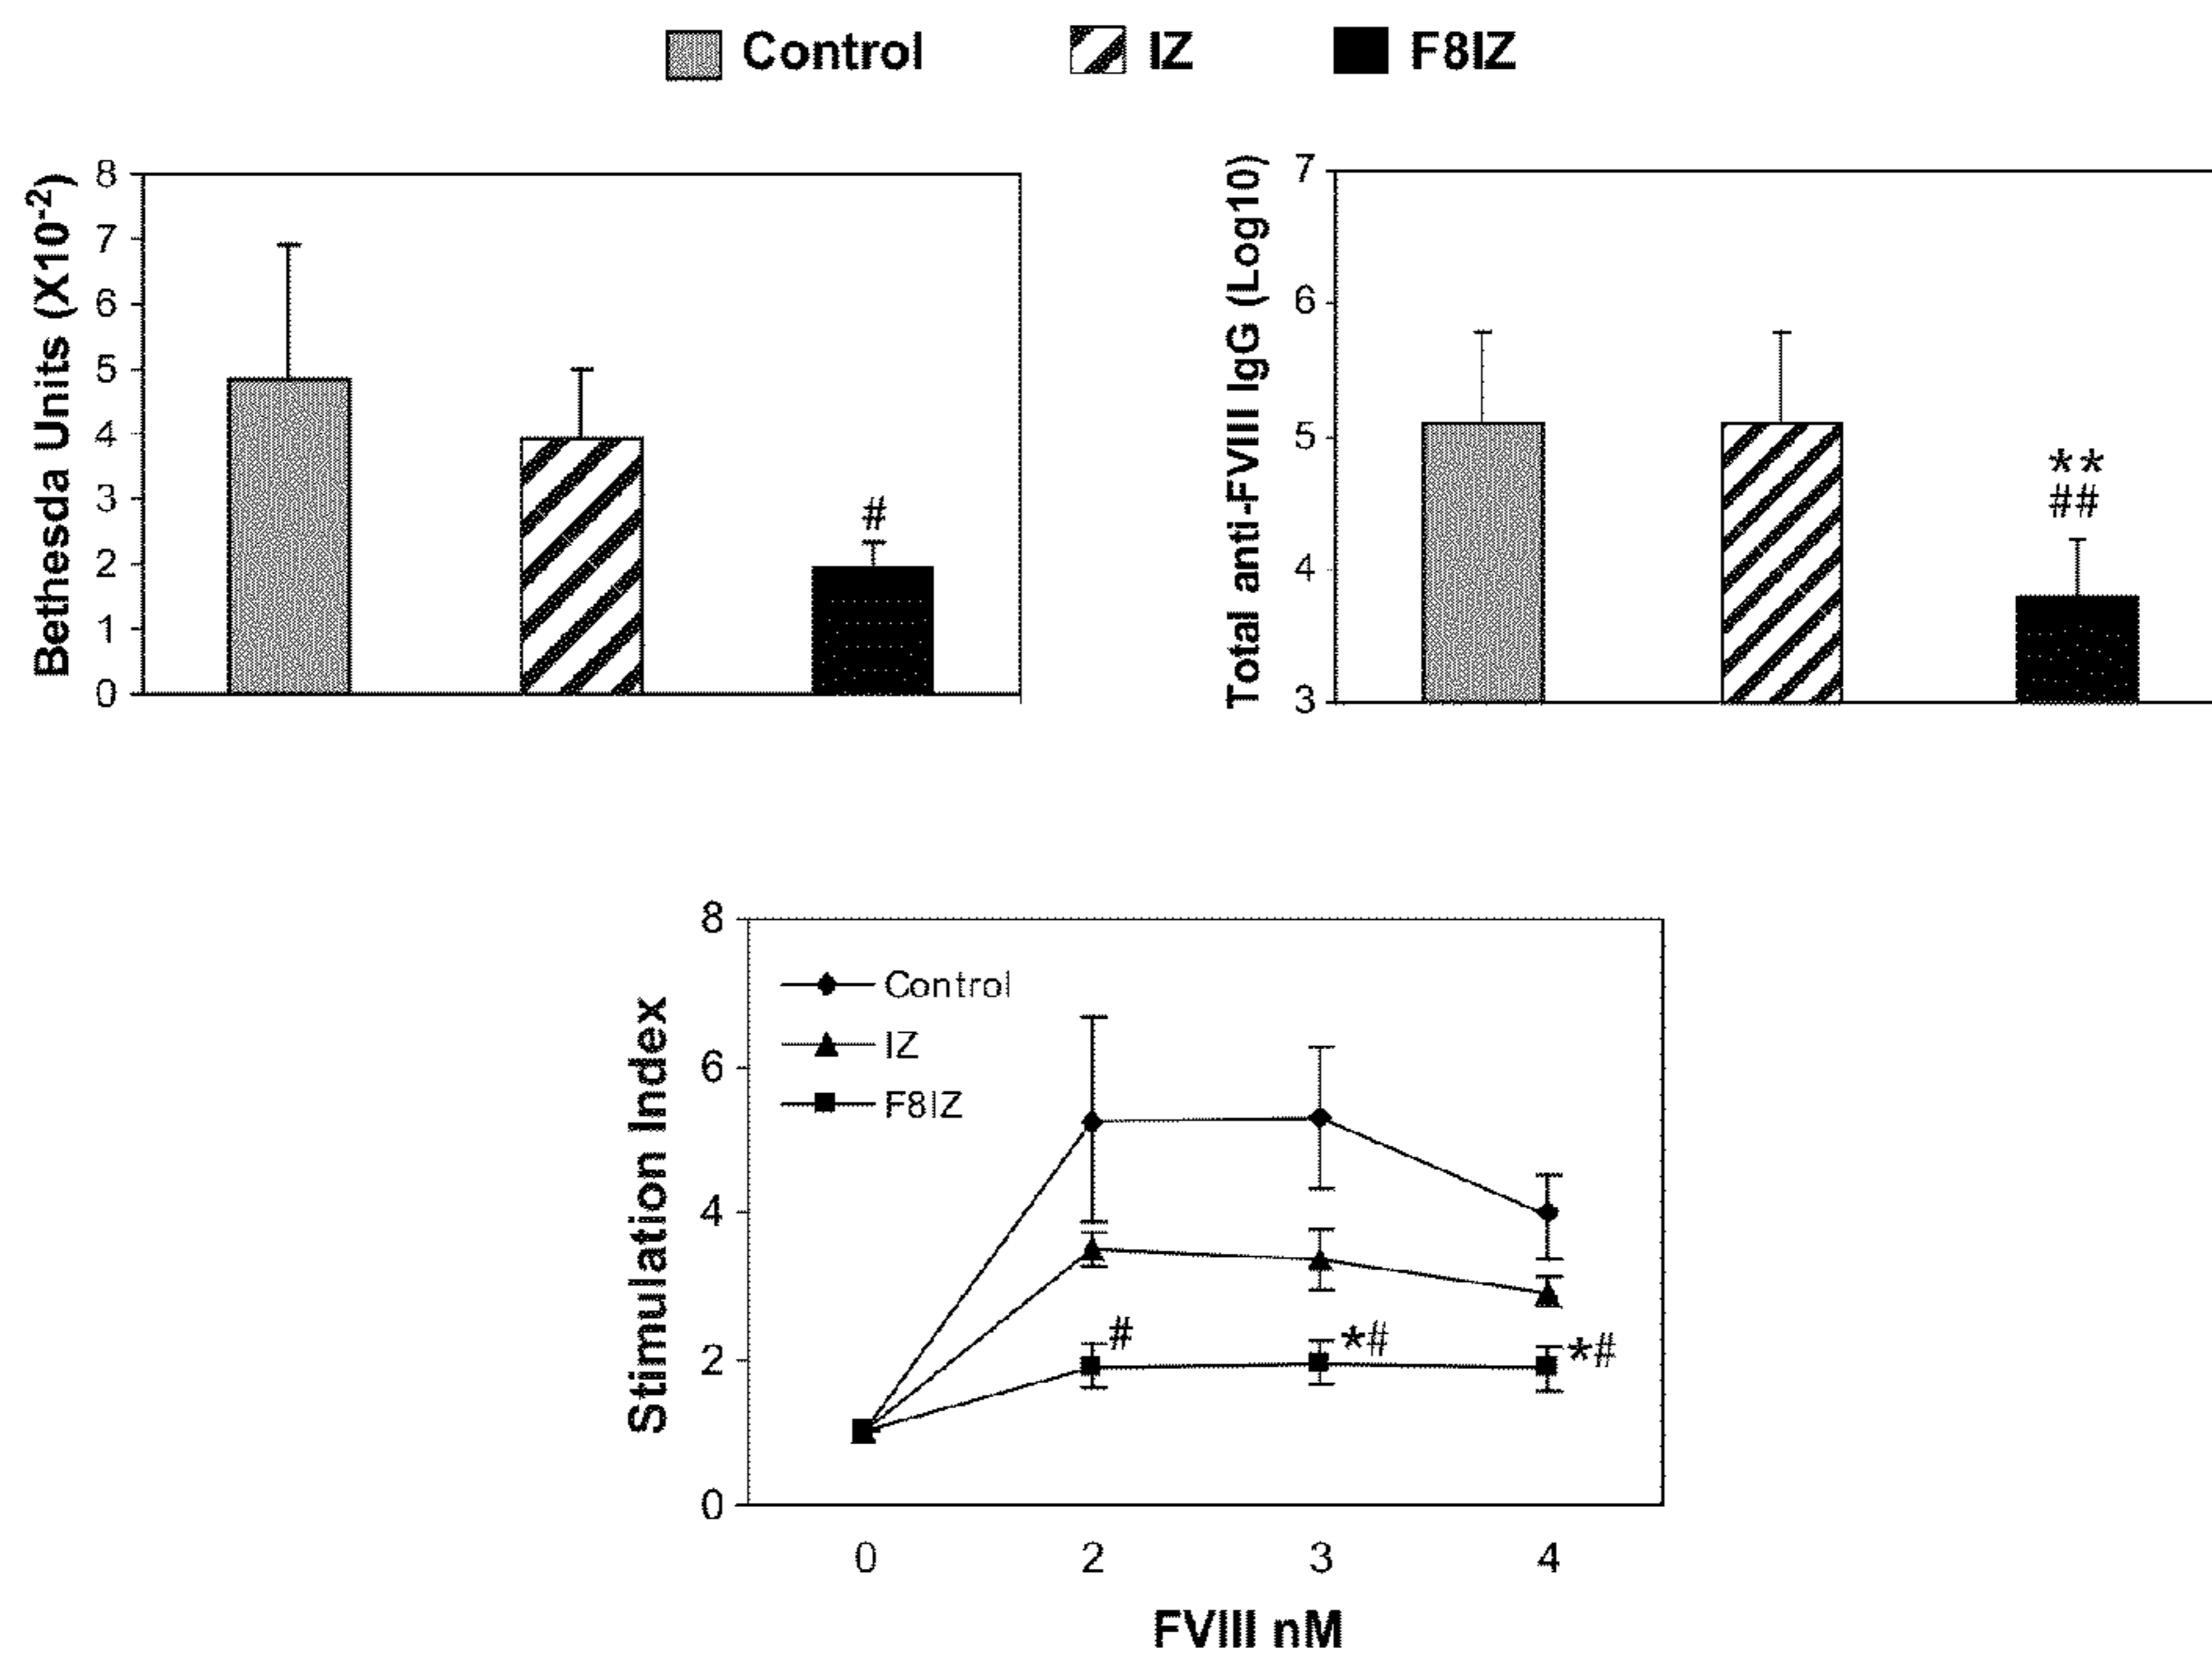 Control IZ F8IZ
Bethesda Units (X10-2)
8
7
6
5
4
3
2
1
0
#
Total anti-FVIII IgG (Log10)
7
6
5
4
3
**
##
Stimulation Index
8
6
4
2
0
Control
IZ
F8IZ
#
*#
*#
0 2 3 4
FVIII nM